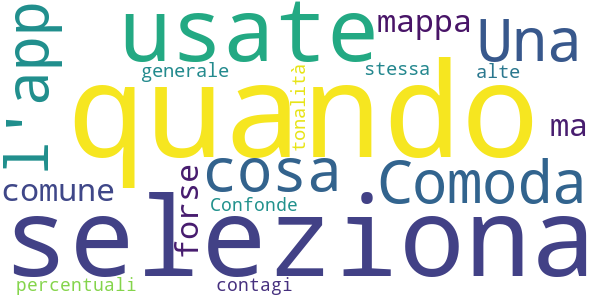 usate
mappa
Una
l'app
generale
stessa
alte
tonalità
quando
ma
cosa
Comoda
comune
forse
Confonde
seleziona
percentuali
contagi